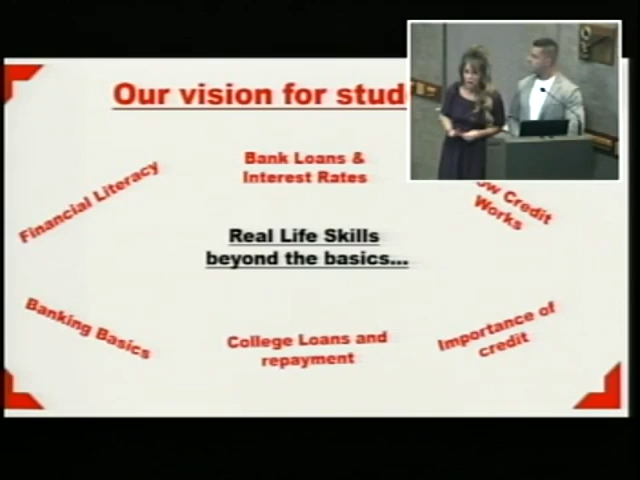 Our vision for stud
Bank Loans &
Interest Rates
Financial Literacy
Credit
Works
Real Life Skills
beyond the basics...
Banking Basics
College Loans and
repayment
Importance of
credit